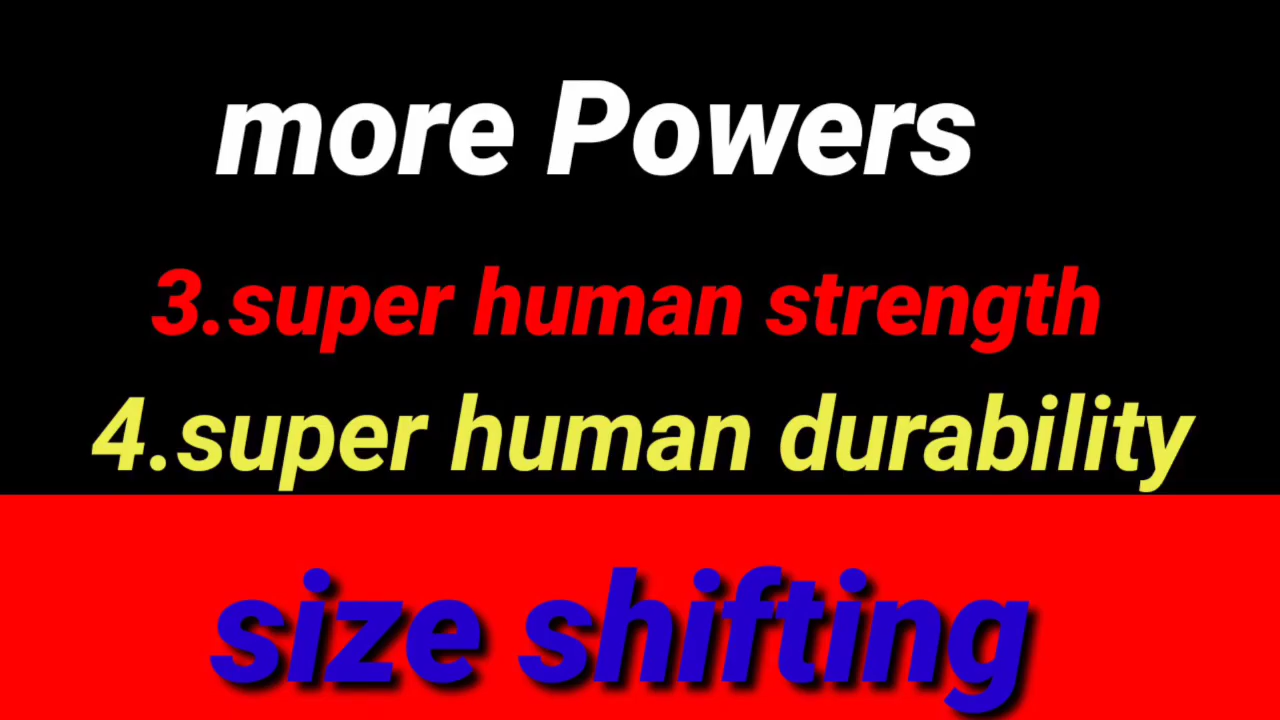 more Powers
3.super human strength
4.super human durability
size shifting